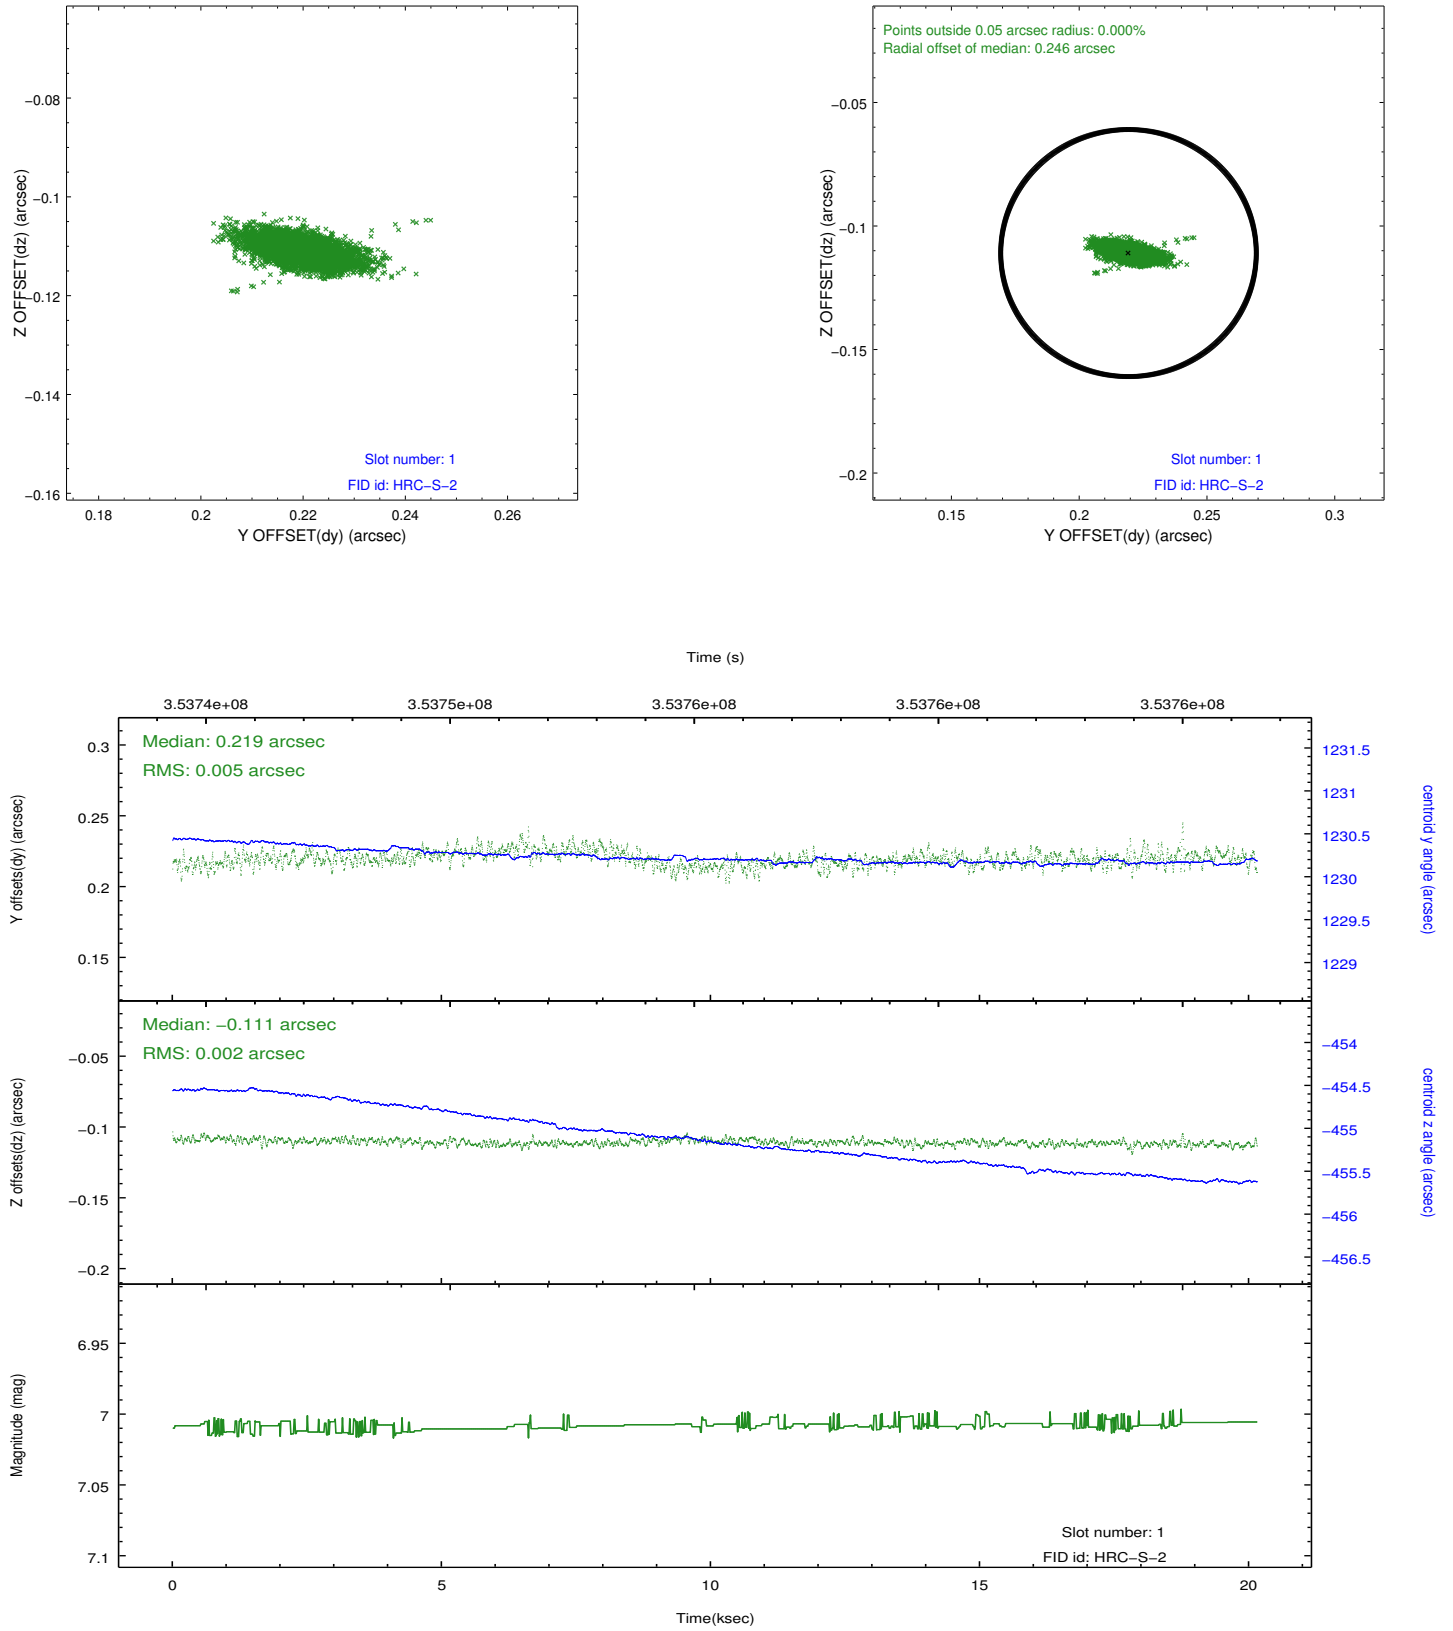 −0.08
−0.1
−0.12
−0.14
−0.16
Z OFFSET(dz) (arcsec)
0.18 0.2 0.22 0.24 0.26
Y OFFSET(dy) (arcsec)
Slot number: 1
FID id: HRC−S−2
Points outside 0.05 arcsec radius: 0.000%
Radial offset of median: 0.246 arcsec
−0.05
−0.1
−0.15
−0.2
Z OFFSET(dz) (arcsec)
Slot number: 1
FID id: HRC−S−2
0.15 0.2 0.25 0.3
Y OFFSET(dy) (arcsec)
Time (s)
3.5374e+08 3.5375e+08 3.5376e+08 3.5376e+08 3.5376e+08
Median: 0.219 arcsec
RMS: 0.005 arcsec
0.3
0.25
0.2
0.15
Y offsets(dy) (arcsec)
1231.5
1231
1230.5
1230
1229.5
1229
centroid y angle (arcsec)
Median: −0.111 arcsec
RMS: 0.002 arcsec
−0.05
−0.1
−0.15
−0.2
Z offsets(dz) (arcsec)
−454
−454.5
−455
−455.5
−456
−456.5
centroid z angle (arcsec)
6.95
7
7.05
7.1
Magnitude (mag)
Slot number: 1
FID id: HRC−S−2
0 5 10 15 20
Time(ksec)